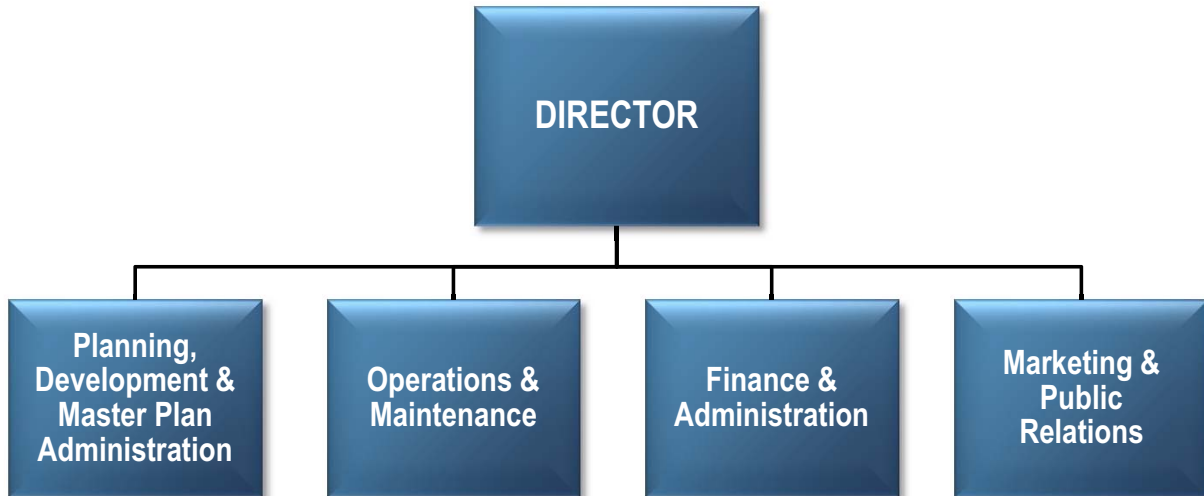 DIRECTOR
Planning,
Development &
Master Plan
Administration
Operations &
Maintenance
Finance &
Administration
Marketing &
Public
Relations